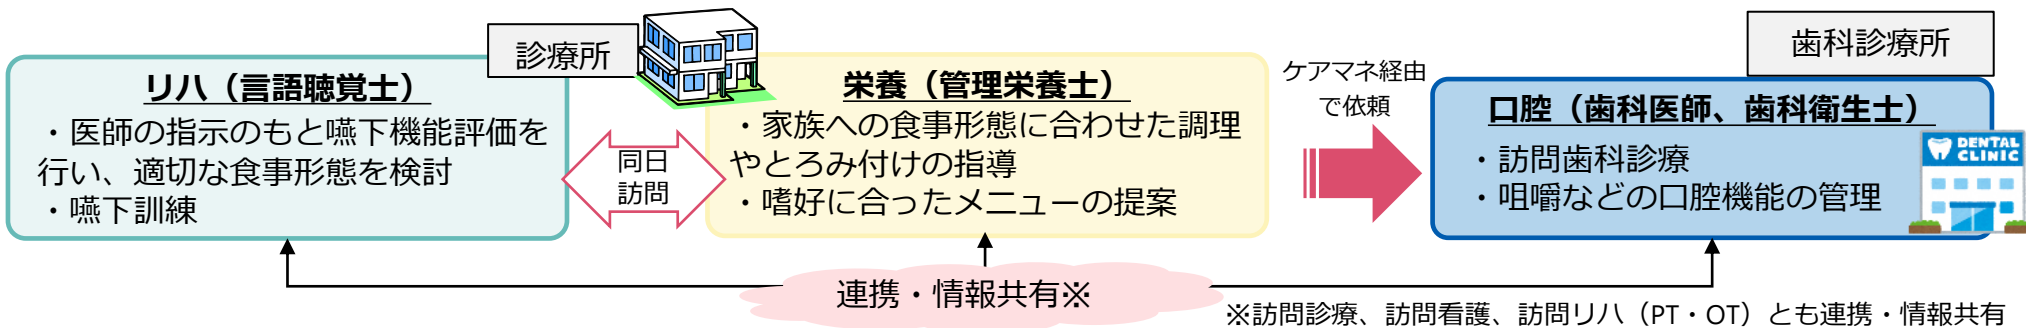 診療所
リハ（言語聴覚士）
・医師の指示のもと嚥下機能評価を
行い、適切な食事形態を検討
・嚥下訓練
同日
訪問
栄養（管理栄養士）
・家族への食事形態に合わせた調理
やとろみ付けの指導
・嗜好に合ったメニューの提案
ケアマネ経由
で依頼
歯科診療所
口腔（歯科医師、歯科衛生士）
・訪問歯科診療
・咀嚼などの口腔機能の管理
DENTAL
CLINIC
連携・情報共有※
※訪問診療、訪問看護、訪問リハ（PT・OT）とも連携・情報共有